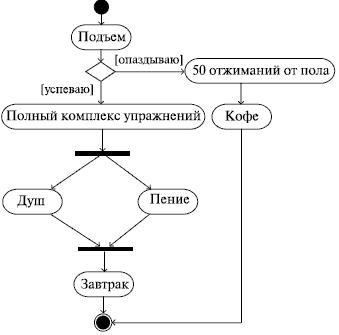 Подъем
[опаздываю]
50 отжиманий от пола
[успеваю]
Полный комплекс упражнений
Кофе
Душ
Пение
Завтрак